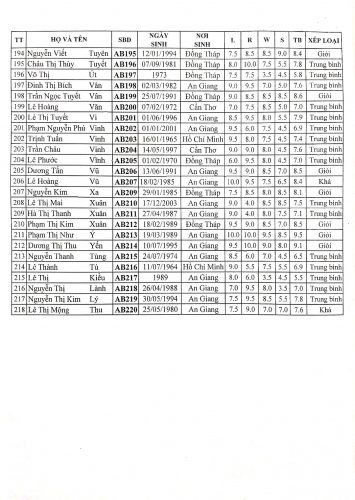 TT HỌ VÀ TÊN SBD NGÀY SINH NƠI SINH L R W S TB XẾP LOẠI
194 Nguyễn Viết Tuyên AB195 12/01/1994 Đồng Tháp 7.5 8.5 8.5 9.0 8.4 Giỏi
195 Châu Thị Thúy Tuyết AB196 07/09/1981 Đồng Tháp 8.0 10.0 7.5 5.5 7.8 Trung bình
196 Võ Thị Út AB197 1973 Đồng Tháp 7.5 7.5 3.5 4.5 5.8 Trung bình
197 Đinh Thị Bích Vân AB198 02/03/1982 An Giang 9.0 9.5 7.0 5.0 7.6 Trung bình
198 Trần Ngọc Tuyết Vân AB199 25/07/1991 Đồng Tháp 9.0 8.5 8.5 8.5 8.6 Giỏi
199 Lê Hoàng Vân AB200 07/02/1972 Cần Thơ 7.0 8.5 7.5 5.0 7.0 Trung bình
200 Lê Thị Tuyết Vi AB201 01/06/1996 An Giang 8.5 9.5 8.0 5.5 7.9 Trung bình
201 Phạm Nguyễn Phú Vinh AB202 01/01/2001 An Giang 9.5 6.0 7.5 4.5 6.9 Trung bình
202 Trịnh Tuấn Vinh AB203 16/01/1965 Hồ Chí Minh 9.5 8.0 7.5 4.5 7.4 Trung bình
203 Trần Châu Vinh AB204 14/05/1997 Cần Thơ 9.0 9.0 8.0 4.5 7.6 Trung bình
204 Lê Phước Vĩnh AB205 01/02/1970 Đồng Tháp 6.0 9.5 8.0 4.5 7.0 Trung bình
205 Dương Tấn Vũ AB206 13/06/1991 An Giang 9.5 9.5 8.0 7.0 8.5 Giỏi
206 Lê Hoàng Vũ AB207 18/02/1985 An Giang 10.0 9.5 7.5 6.5 8.4 Khá
207 Nguyễn Kim Xa AB209 29/01/1985 Đồng Tháp 7.5 8.5 8.0 8.5 8.1 Giỏi
208 Lê Thị Mai Xuân AB210 17/12/2003 An Giang 9.0 4.0 8.5 8.5 7.5 Trung bình
209 Hà Thị Thanh Xuân AB211 27/04/1987 An Giang 9.0 4.0 8.0 7.5 7.1 Trung bình
210 Phạm Thị Kim Xuân AB212 18/02/1989 Đồng Tháp 9.5 9.0 8.5 7.0 8.5 Giỏi
211 Phạm Thị Như Ý AB213 19/03/1989 An Giang 10.0 10.0 9.5 8.5 9.5 Giỏi
212 Dương Thị Thu Yến AB214 10/07/1995 An Giang 9.5 10.0 9.0 8.0 9.1 Giỏi
213 Nguyễn Thanh Tùng AB215 24/07/1974 An Giang 8.5 6.0 7.0 4.5 6.5 Trung bình
214 Lê Thành Tú AB216 11/07/1964 Hồ Chí Minh 9.0 5.5 7.5 5.5 6.9 Trung bình
215 Lê Thị Kiều AB217 1989 An Giang 8.0 6.0 3.5 4.5 5.5 Trung bình
216 Nguyễn Thị Lành AB218 26/04/1988 An Giang 7.0 9.5 8.0 3.5 7.0 Trung bình
217 Nguyễn Thị Kim Lý AB219 30/05/1994 An Giang 7.5 9.5 8.5 5.5 7.8 Trung bình
218 Lê Thị Mộng Thu AB220 25/05/1980 An Giang 7.5 9.0 7.0 7.0 7.6 Khá